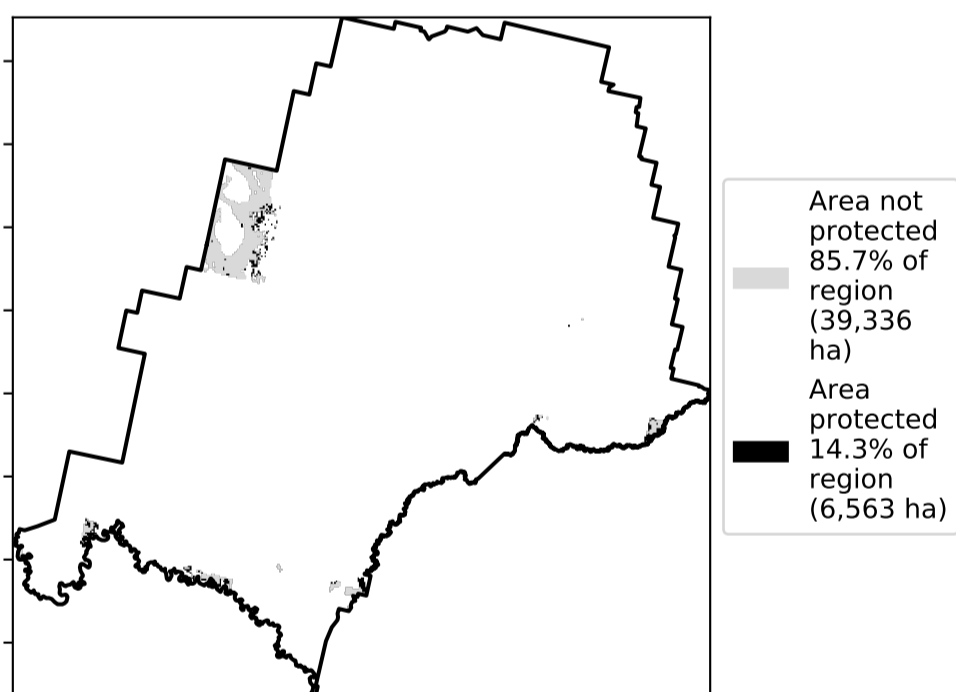 Area not
protected
85.7% of
region
(39,336
ha)
Area
protected
14.3% of
region
(6,563 ha)